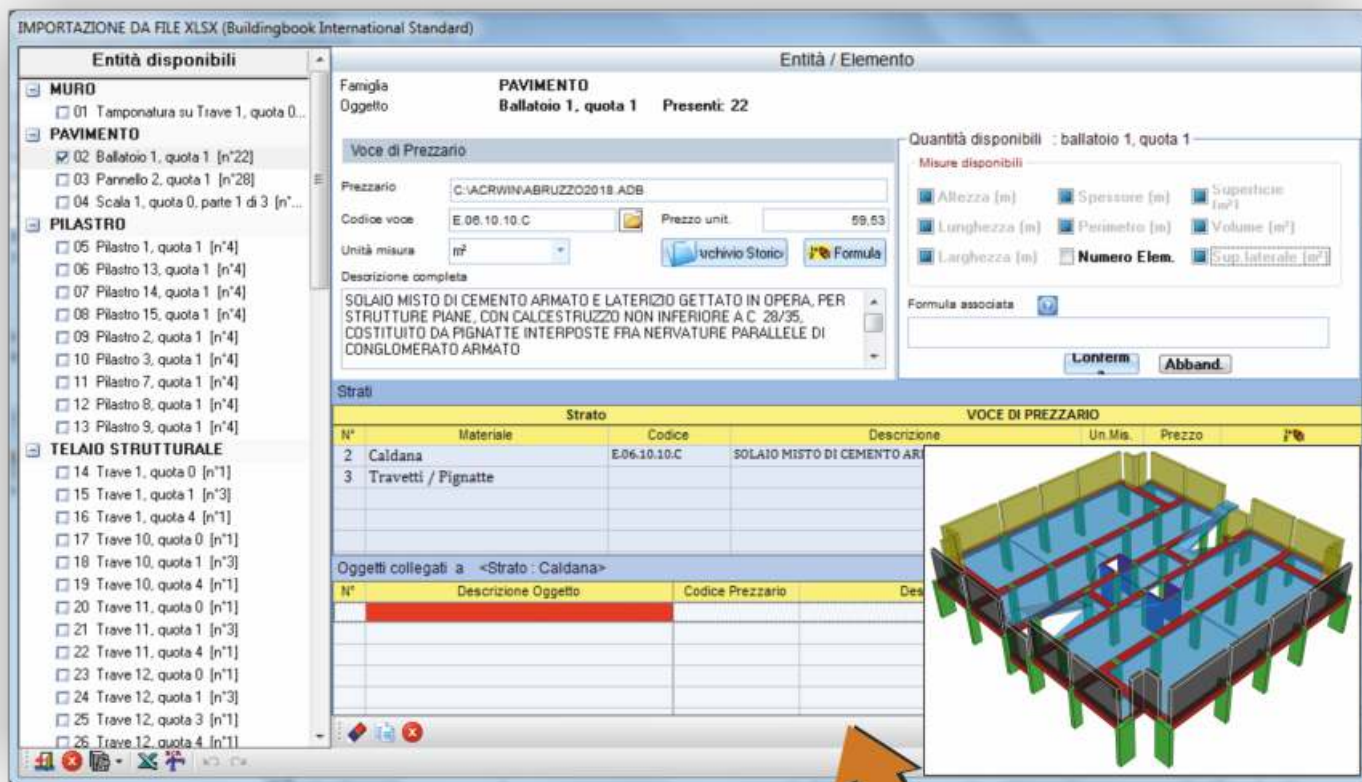 IMPORTAZIONE DA FILE XLSX (Buildingbook International Standard)
Entità disponibili
MURO
01 Tamponatura su Trave 1, quota 0...
PAVIMENTO
02 Ballatoio 1, quota 1 [n°22]
03 Pannello 2, quota 1 [n°28]
04 Scala 1, quota 0, parte 1 di 3 [n°...
PILASTRO
05 Pilastro 1, quota 1 [n°4]
06 Pilastro 13, quota 1 [n°4]
07 Pilastro 14, quota 1 [n°4]
08 Pilastro 15, quota 1 [n°4]
09 Pilastro 2, quota 1 [n°4]
10 Pilastro 3, quota 1 [n°4]
11 Pilastro 7, quota 1 [n°4]
12 Pilastro 8, quota 1 [n°4]
13 Pilastro 9, quota 1 [n°4]
TELAIO STRUTTURALE
14 Trave 1, quota 0 [n°1]
15 Trave 1, quota 1 [n°3]
16 Trave 1, quota 4 [n°1]
17 Trave 10, quota 0 [n°1]
18 Trave 10, quota 1 [n°3]
19 Trave 10, quota 4 [n°1]
20 Trave 11, quota 0 [n°1]
21 Trave 11, quota 1 [n°3]
22 Trave 11, quota 4 [n°1]
23 Trave 12, quota 0 [n°1]
24 Trave 12, quota 1 [n°3]
25 Trave 12, quota 3 [n°1]
26 Trave 12, quota 4 [n°1]
Entità / Elemento
Famiglia PAVIMENTO
Oggetto Ballatoio 1, quota 1 Presenti: 22
Voce di Prezzario
Prezzario C:\ACRWIN\ABRUZZO2018.ADB
Codice voce E.06.10.10.C Prezzo unit. 59,53
Unità misura m² uchivio Storic Formula
Descrizione completa
SOLAIO MISTO DI CEMENTO ARMATO E LATERIZIO GETTATO IN OPERA, PER
STRUTTURE PIANE, CON CALCESTRUZZO NON INFERIORE A C 28/35,
COSTITUITO DA PIGNATTE INTERPOSTE FRA NERVATURE PARALLELE DI
CONGLOMERATO ARMATO
Quantità disponibili : ballatoio 1, quota 1
Misure disponibili
Altezza (m) Spessore (m) Superficie (m²)
Lunghezza (m) Perimetro (m) Volume (m³)
Larghezza (m) Numero Elem. Sup.laterale (m²)
Formula associata
Conferm Abband.
Strati
Strato VOCE DI PREZZARIO
N° Materiale Codice Descrizione Un.Mis. Prezzo
2 Caldana E.06.10.10.C SOLAIO MISTO DI CEMENTO AR
3 Travetti / Pignatte
Oggetti collegati a <Strato : Caldana>
N° Descrizione Oggetto Codice Prezzario Des